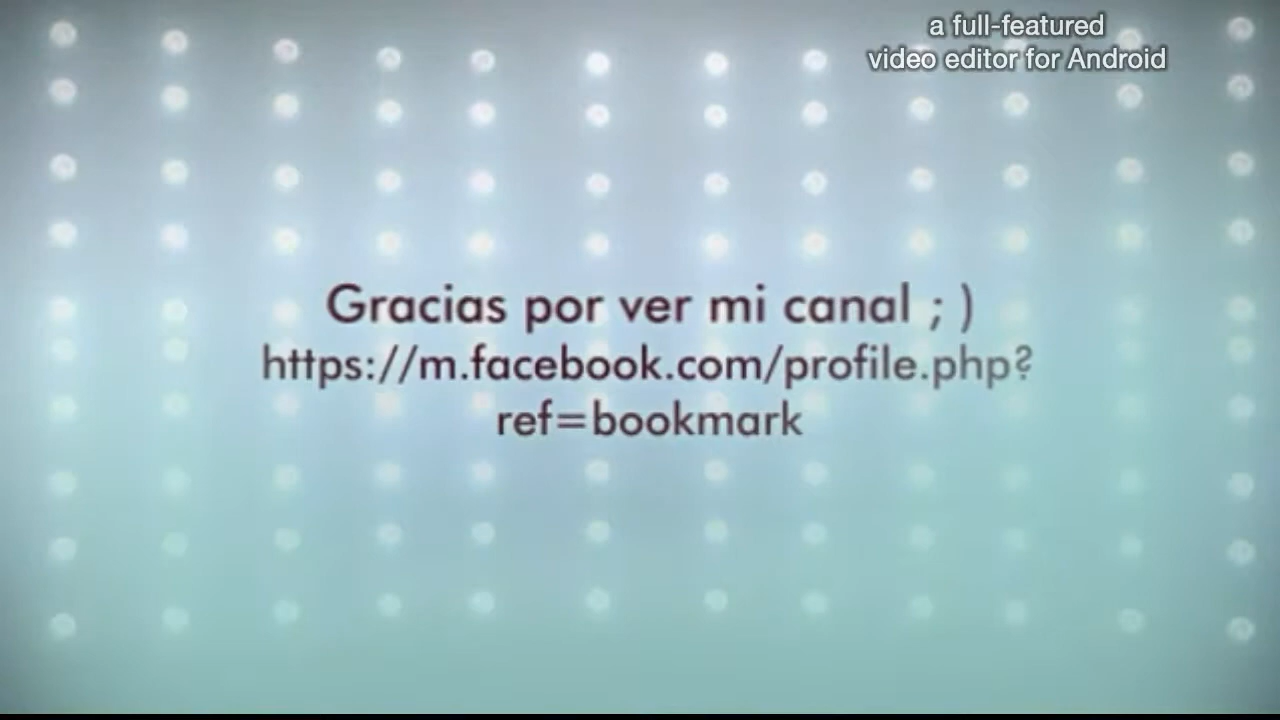 a full-featured
video editor for Android
Gracias por ver mi canal ; )
https://m.facebook.com/profile.php?
ref=bookmark